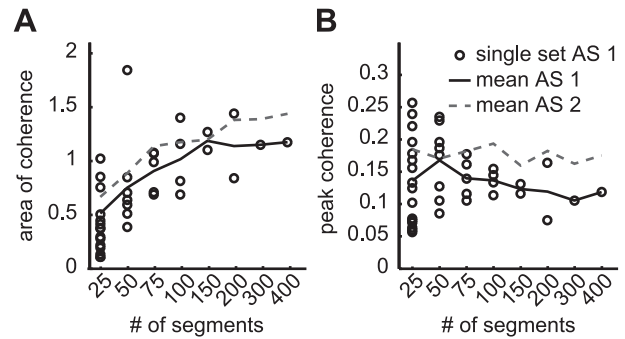 A
B
area of coherence
2
1.5
1
0.5
0
25 50 75 100 150 200 300 400
# of segments
peak coherence
0.3
0.25
0.2
0.15
0.1
0.05
0
25 50 75 100 150 200 300 400
# of segments
single set AS 1
mean AS 1
mean AS 2